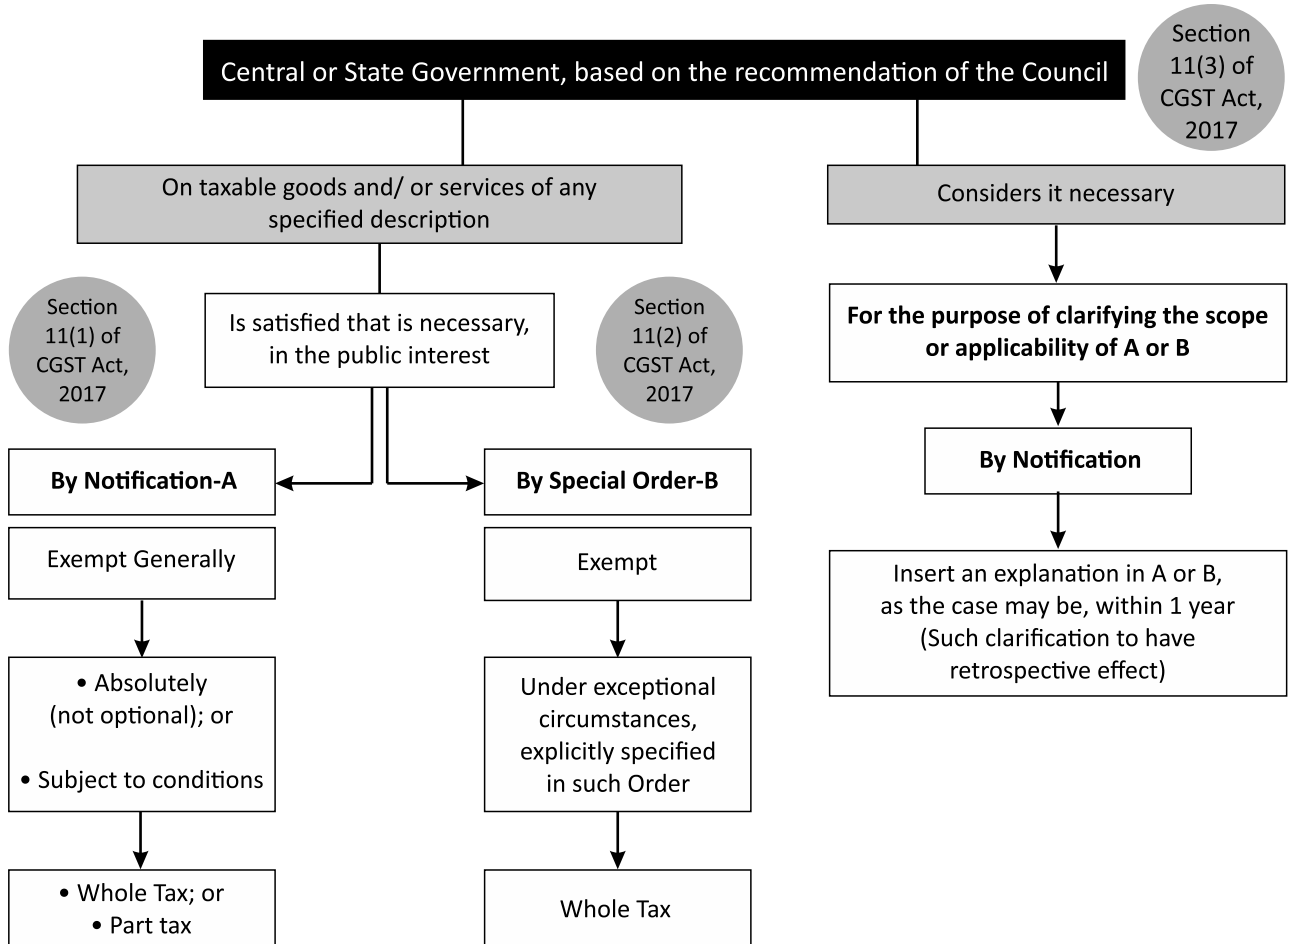 Central or State Government, based on the recommendation of the Council
Section
11(3) of
CGST Act,
2017
On taxable goods and/ or services of any
specified description
Considers it necessary
Section
11(1) of
CGST Act,
2017
Is satisfied that is necessary,
in the public interest
Section
11(2) of
CGST Act,
2017
For the purpose of clarifying the scope
or applicability of A or B
By Notification-A
By Special Order-B
By Notification
Exempt Generally
Exempt
Insert an explanation in A or B,
as the case may be, within 1 year
(Such clarification to have
retrospective effect)
• Absolutely
(not optional); or
• Subject to conditions
Under exceptional
circumstances,
explicitly specified
in such Order
• Whole Tax; or
• Part tax
Whole Tax